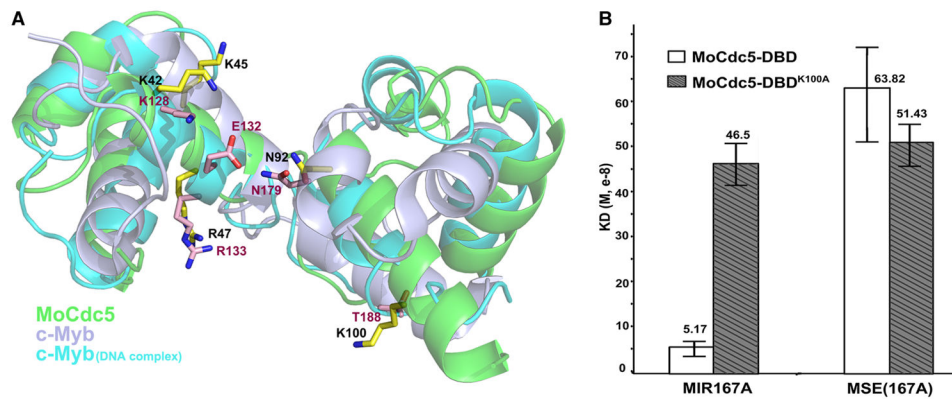 A
K45
K42
K128
E132
N92
N179
R47
R133
T188
K100
MoCdc5
c-Myb
c-Myb(DNA complex)
B
MoCdc5-DBD
MoCdc5-DBDK100A
KD (M, e-8)
70
60
50
40
30
20
10
0
5.17
46.5
63.82
51.43
MIR167A
MSE(167A)